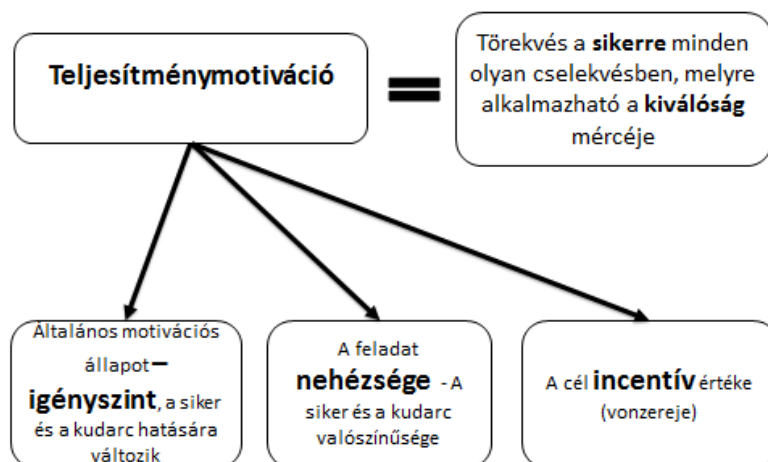 Teljesítménymotiváció
=
Törekvés a sikerre minden
olyan cselekvésben, melyre
alkalmazható a kiválóság
mércéje
Általános motivációs
állapot–
igényszint, a siker
és a kudarc hatására
változik
A feladat
nehézsége - A
siker és a kudarc
valószínűsége
A cél incentív értéke
(vonzereje)